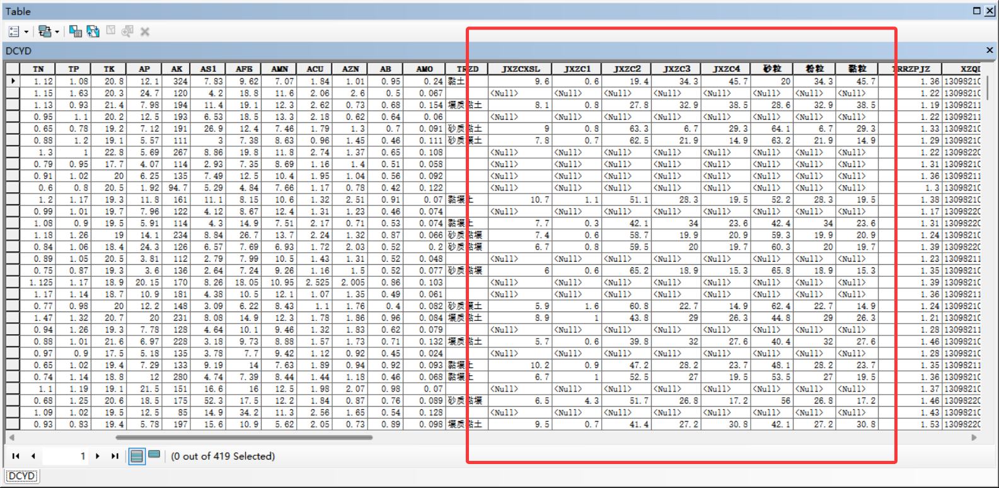 Table
DCYD
TN TP TK AP AK AS1 AFE AMN ACU AZN AB AMO TRZD JXZCXSL JXZC1 JXZC2 JXZC3 JXZC4 砂粒 粉粒 黏粒 TRRZPJZ XZQD
1.12 1.08 20.8 12.1 324 7.83 9.62 7.07 1.84 1.01 0.95 0.24 黏土 9.6 0.6 19.4 34.3 45.7 20 34.3 45.7 1.36 1309821C
1.15 1.63 20.3 24.7 120 4.2 18.8 11.6 2.06 2.6 0.5 0.067 <Null> <Null> <Null> <Null> <Null> <Null> <Null> <Null> 1.22 1309821C
1.13 0.93 21.4 7.98 194 11.4 19.1 12.3 2.62 0.73 0.68 0.154 壤质黏土 8.1 0.8 27.8 32.9 38.5 28.6 32.9 38.5 1.19 13098211
0.95 1.1 20.2 12.5 193 6.53 18.5 13.3 2.18 0.62 0.64 0.06 <Null> <Null> <Null> <Null> <Null> <Null> <Null> <Null> 1.22 13098211
0.65 0.78 19.2 7.12 191 26.9 12.4 7.46 1.79 1.3 0.7 0.091 砂质黏土 9 0.8 63.3 6.7 29.3 64.1 6.7 29.3 1.33 1309821C
0.88 1.2 19.1 5.57 111 3 7.38 8.63 0.96 1.45 0.46 0.111 砂质壤土 7.8 0.7 62.5 21.9 14.9 63.2 21.9 14.9 1.29 1309821C
1.3 1 22.8 5.69 267 8.86 19.8 11.8 2.74 1.37 0.65 0.108 <Null> <Null> <Null> <Null> <Null> <Null> <Null> <Null> 1.22 1309822C
0.79 0.95 17.7 4.07 114 2.93 7.35 8.69 1.16 1.4 0.51 0.058 <Null> <Null> <Null> <Null> <Null> <Null> <Null> <Null> 1.31 1309821C
0.91 1.02 20 6.25 135 7.49 12.5 10.4 1.95 1.04 0.56 0.092 <Null> <Null> <Null> <Null> <Null> <Null> <Null> <Null> 1.36 13098211
0.6 0.8 20.5 1.92 94.7 5.29 4.84 7.66 1.17 0.78 0.42 0.122 <Null> <Null> <Null> <Null> <Null> <Null> <Null> <Null> 1.3 1309821C
1.2 1.17 19.3 11.8 161 11.1 8.15 10.6 1.32 2.51 0.91 0.07 黏壤土 10.7 1.1 51.1 28.3 19.5 52.2 28.3 19.5 1.38 1309821C
0.99 1.01 19.7 7.96 122 4.12 8.67 12.4 1.31 1.23 0.46 0.074 <Null> <Null> <Null> <Null> <Null> <Null> <Null> <Null> 1.17 1309822C
1.08 0.9 19.5 5.91 114 4.3 14.9 7.51 2.17 0.71 0.53 0.074 黏壤土 7.7 0.3 42.1 34 23.6 42.4 34 23.6 1.31 1309822C
1.18 1.26 19 14.1 234 8.84 26.7 13.7 2.24 1.32 0.87 0.066 砂质黏壤 7.4 0.6 58.7 19.9 20.9 59.3 19.9 20.9 1.24 1309821C
0.84 1.06 18.4 24.3 126 6.57 7.69 6.93 1.72 2.03 0.52 0.2 砂质黏壤 6.7 0.8 59.5 20 19.7 60.3 20 19.7 1.39 1309822C
0.89 1.05 20.5 3.81 112 2.79 7.99 10.5 1.43 1.31 0.52 0.048 <Null> <Null> <Null> <Null> <Null> <Null> <Null> <Null> 1.23 13098211
0.75 0.87 19.3 3.6 136 2.64 7.24 9.26 1.16 1.5 0.52 0.077 砂质黏壤 6 0.6 65.2 18.9 15.3 65.8 18.9 15.3 1.35 1309821C
1.125 1.17 18.9 20.15 170 8.26 18.05 10.95 2.525 2.005 0.86 0.103 <Null> <Null> <Null> <Null> <Null> <Null> <Null> <Null> 1.39 1309821C
1.17 1.14 18.7 10.9 181 4.38 10.5 12.1 1.07 1.35 0.49 0.061 <Null> <Null> <Null> <Null> <Null> <Null> <Null> <Null> 1.36 13098211
0.77 0.98 20 12.2 148 3.09 6.22 8.43 1.1 1.76 0.4 0.082 砂质壤土 5.9 1.6 60.8 22.7 14.9 62.4 22.7 14.9 1.24 1309821C
1.47 1.32 20.7 20 231 8.08 14.9 12.3 1.78 1.86 0.96 0.084 壤质黏土 8.9 1 43.8 29 26.3 44.8 29 26.3 1.21 1309821C
0.94 1.26 19.3 7.78 128 4.64 10.1 9.46 1.32 1.83 0.62 0.079 <Null> <Null> <Null> <Null> <Null> <Null> <Null> <Null> 1.28 13098211
0.88 1.01 21.6 6.97 228 3.18 9.73 8.88 1.57 1.73 0.71 0.132 壤质黏土 5.7 0.6 39.8 32 27.6 40.4 32 27.6 1.46 1309821C
0.97 0.9 17.5 5.18 135 3.78 7.7 9.42 1.12 0.92 0.45 0.024 <Null> <Null> <Null> <Null> <Null> <Null> <Null> <Null> 1.28 1309821C
0.65 1.02 19.4 7.29 133 9.19 14 7.63 1.89 0.94 0.92 0.093 黏壤土 10.2 0.9 47.2 28.2 23.7 48.1 28.2 23.7 1.35 13098211
0.74 1.14 18.8 12 280 4.74 7.39 8.44 1.44 1.18 0.46 0.068 黏壤土 6.7 1 52.5 27 19.5 53.5 27 19.5 1.36 1309821C
1.1 1.19 19.1 21.5 151 16.6 16 12.5 1.98 2.07 0.98 0.07 <Null> <Null> <Null> <Null> <Null> <Null> <Null> <Null> 1.37 1309821C
0.68 1.25 20.6 18.5 175 52.3 17.5 12.2 1.84 0.87 0.76 0.089 砂质黏壤 6.5 4.3 51.7 26.8 17.2 56 26.8 17.2 1.46 1309822C
1.09 1.02 19.5 12.5 85 14.9 34.2 11.3 2.56 1.65 0.54 0.128 <Null> <Null> <Null> <Null> <Null> <Null> <Null> <Null> 1.43 1309821C
0.93 0.83 19.4 5.78 197 15.6 10.9 5.62 2.05 0.73 0.89 0.098 壤质黏土 9.5 0.7 41.4 27.2 30.8 42.1 27.2 30.8 1.53 1309822C
1 (0 out of 419 Selected)
DCYD